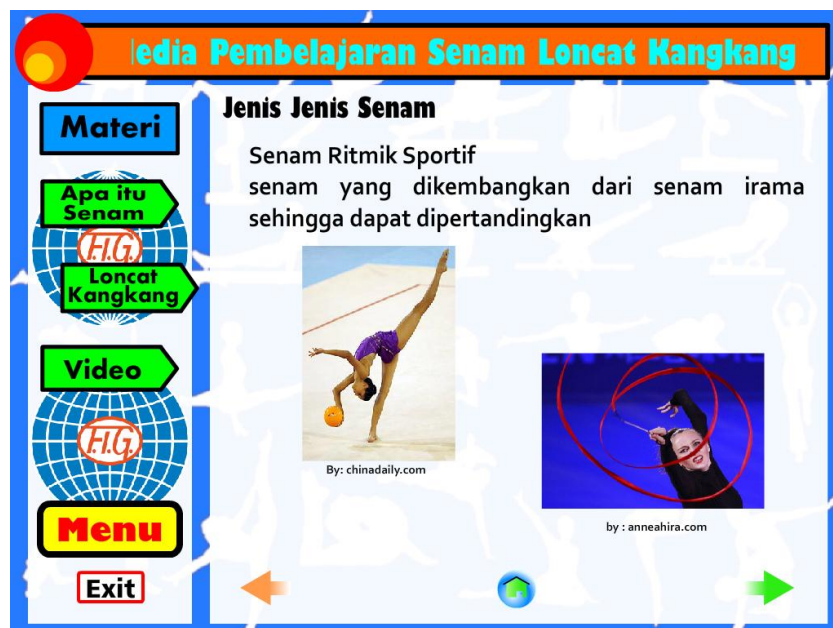 edia Pembelajaran Senam Loncat Kangkang
Materi
Apa itu
Senam
F.I.G.
Loncat
Kangkang
Video
F.I.G.
Menu
Exit
Jenis Jenis Senam
Senam Ritmik Sportif
senam yang dikembangkan dari senam irama
sehingga dapat dipertandingkan
By: chinadaily.com
by : anneahira.com